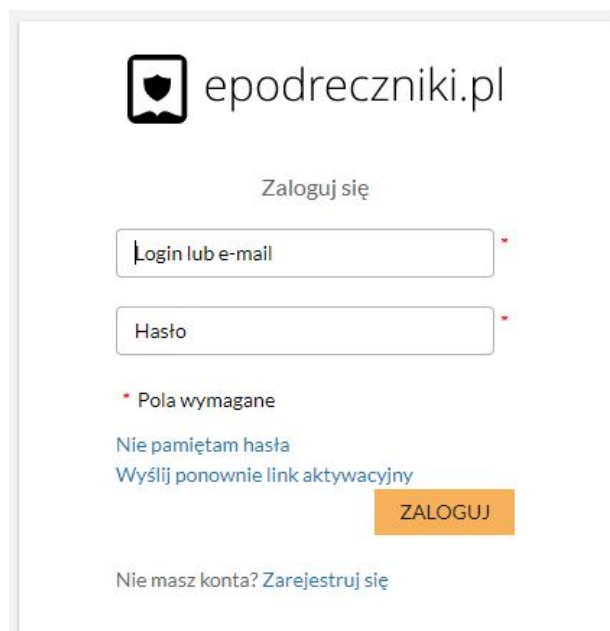 epodreczniki.pl
Zaloguj się
Login lub e-mail *
Hasło *
* Pola wymagane
Nie pamiętam hasła
Wyślij ponownie link aktywacyjny
ZALOGUJ
Nie masz konta? Zarejestruj się